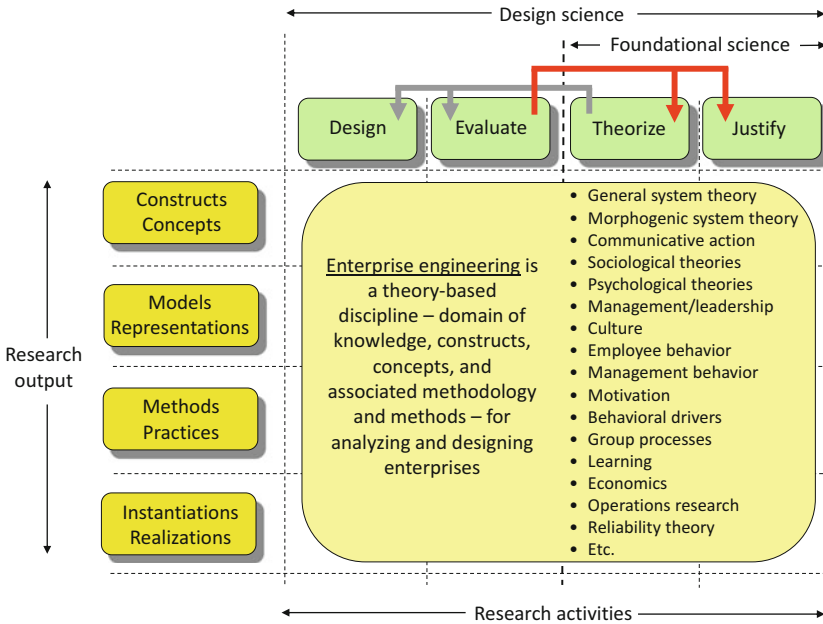 Design science
Foundational science
Design
Evaluate
Theorize
Justify
Research
output
Constructs
Concepts
Models
Representations
Methods
Practices
Instantiations
Realizations
Enterprise engineering is
a theory-based
discipline – domain of
knowledge, constructs,
concepts, and
associated methodology
and methods – for
analyzing and designing
enterprises
• General system theory
• Morphogenic system theory
• Communicative action
• Sociological theories
• Psychological theories
• Management/leadership
• Culture
• Employee behavior
• Management behavior
• Motivation
• Behavioral drivers
• Group processes
• Learning
• Economics
• Operations research
• Reliability theory
• Etc.
Research activities